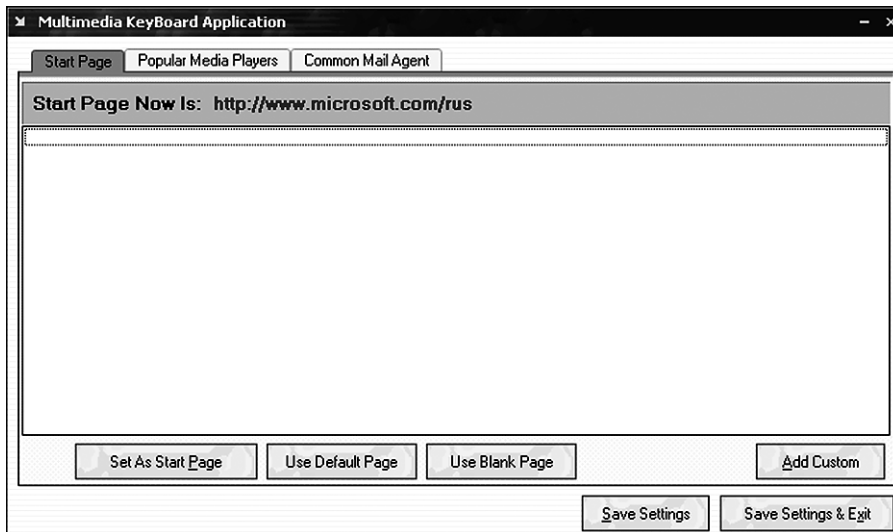 Multimedia KeyBoard Application
Start Page Popular Media Players Common Mail Agent
Start Page Now Is: http://www.microsoft.com/rus
Set As Start Page Use Default Page Use Blank Page Add Custom
Save Settings Save Settings & Exit